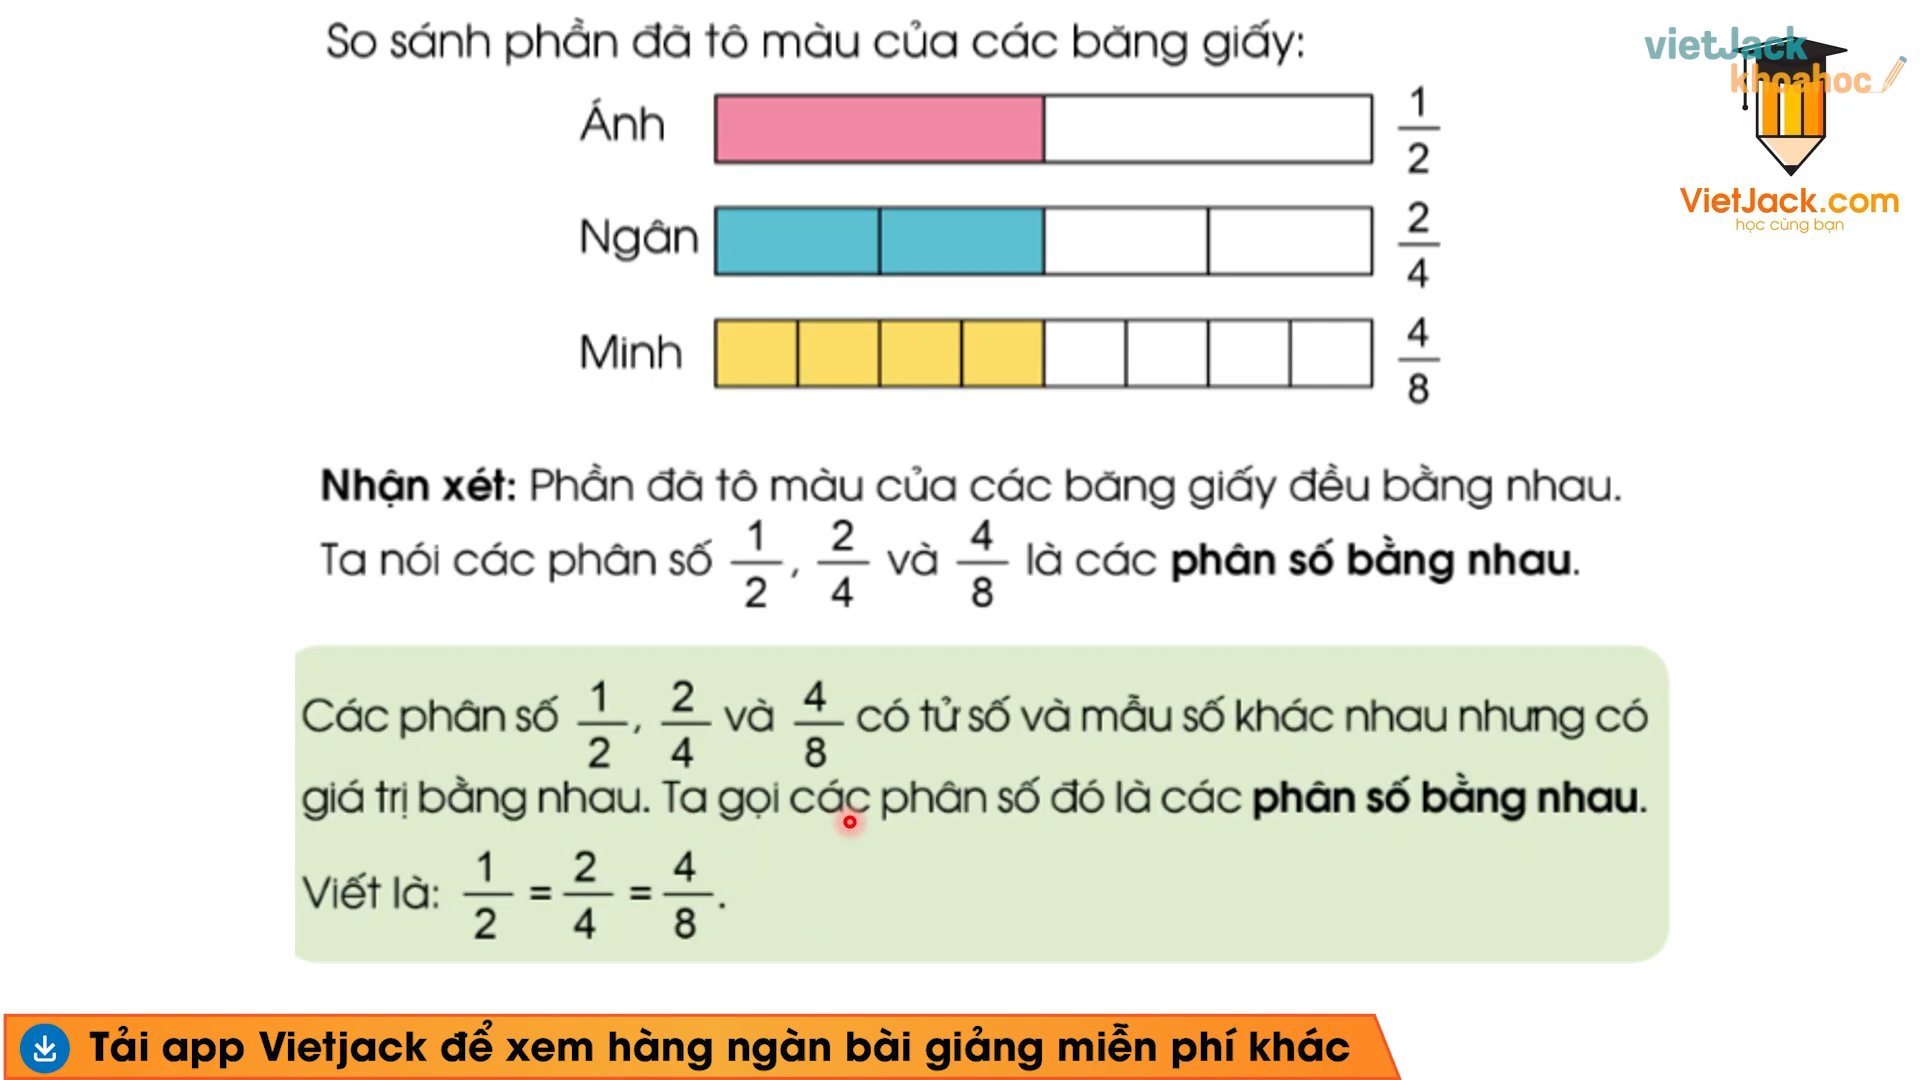 So sánh phần đã tô màu của các băng giấy:
vietJack
khoahoc
VietJack.com
học cùng bạn
Ánh 1/2
Ngân 2/4
Minh 4/8
Nhận xét: Phần đã tô màu của các băng giấy đều bằng nhau.
Ta nói các phân số 1/2, 2/4 và 4/8 là các phân số bằng nhau.
Các phân số 1/2, 2/4 và 4/8 có tử số và mẫu số khác nhau nhưng có
giá trị bằng nhau. Ta gọi các phân số đó là các phân số bằng nhau.
Viết là: 1/2 = 2/4 = 4/8.
Tải app Vietjack để xem hàng ngàn bài giảng miễn phí khác